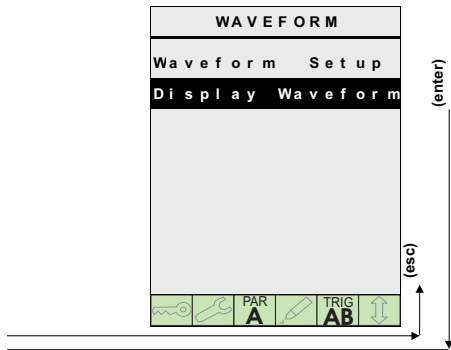 WAVEFORM
Waveform Setup
Display Waveform
(enter)
(esc)
PAR TRIG
A AB